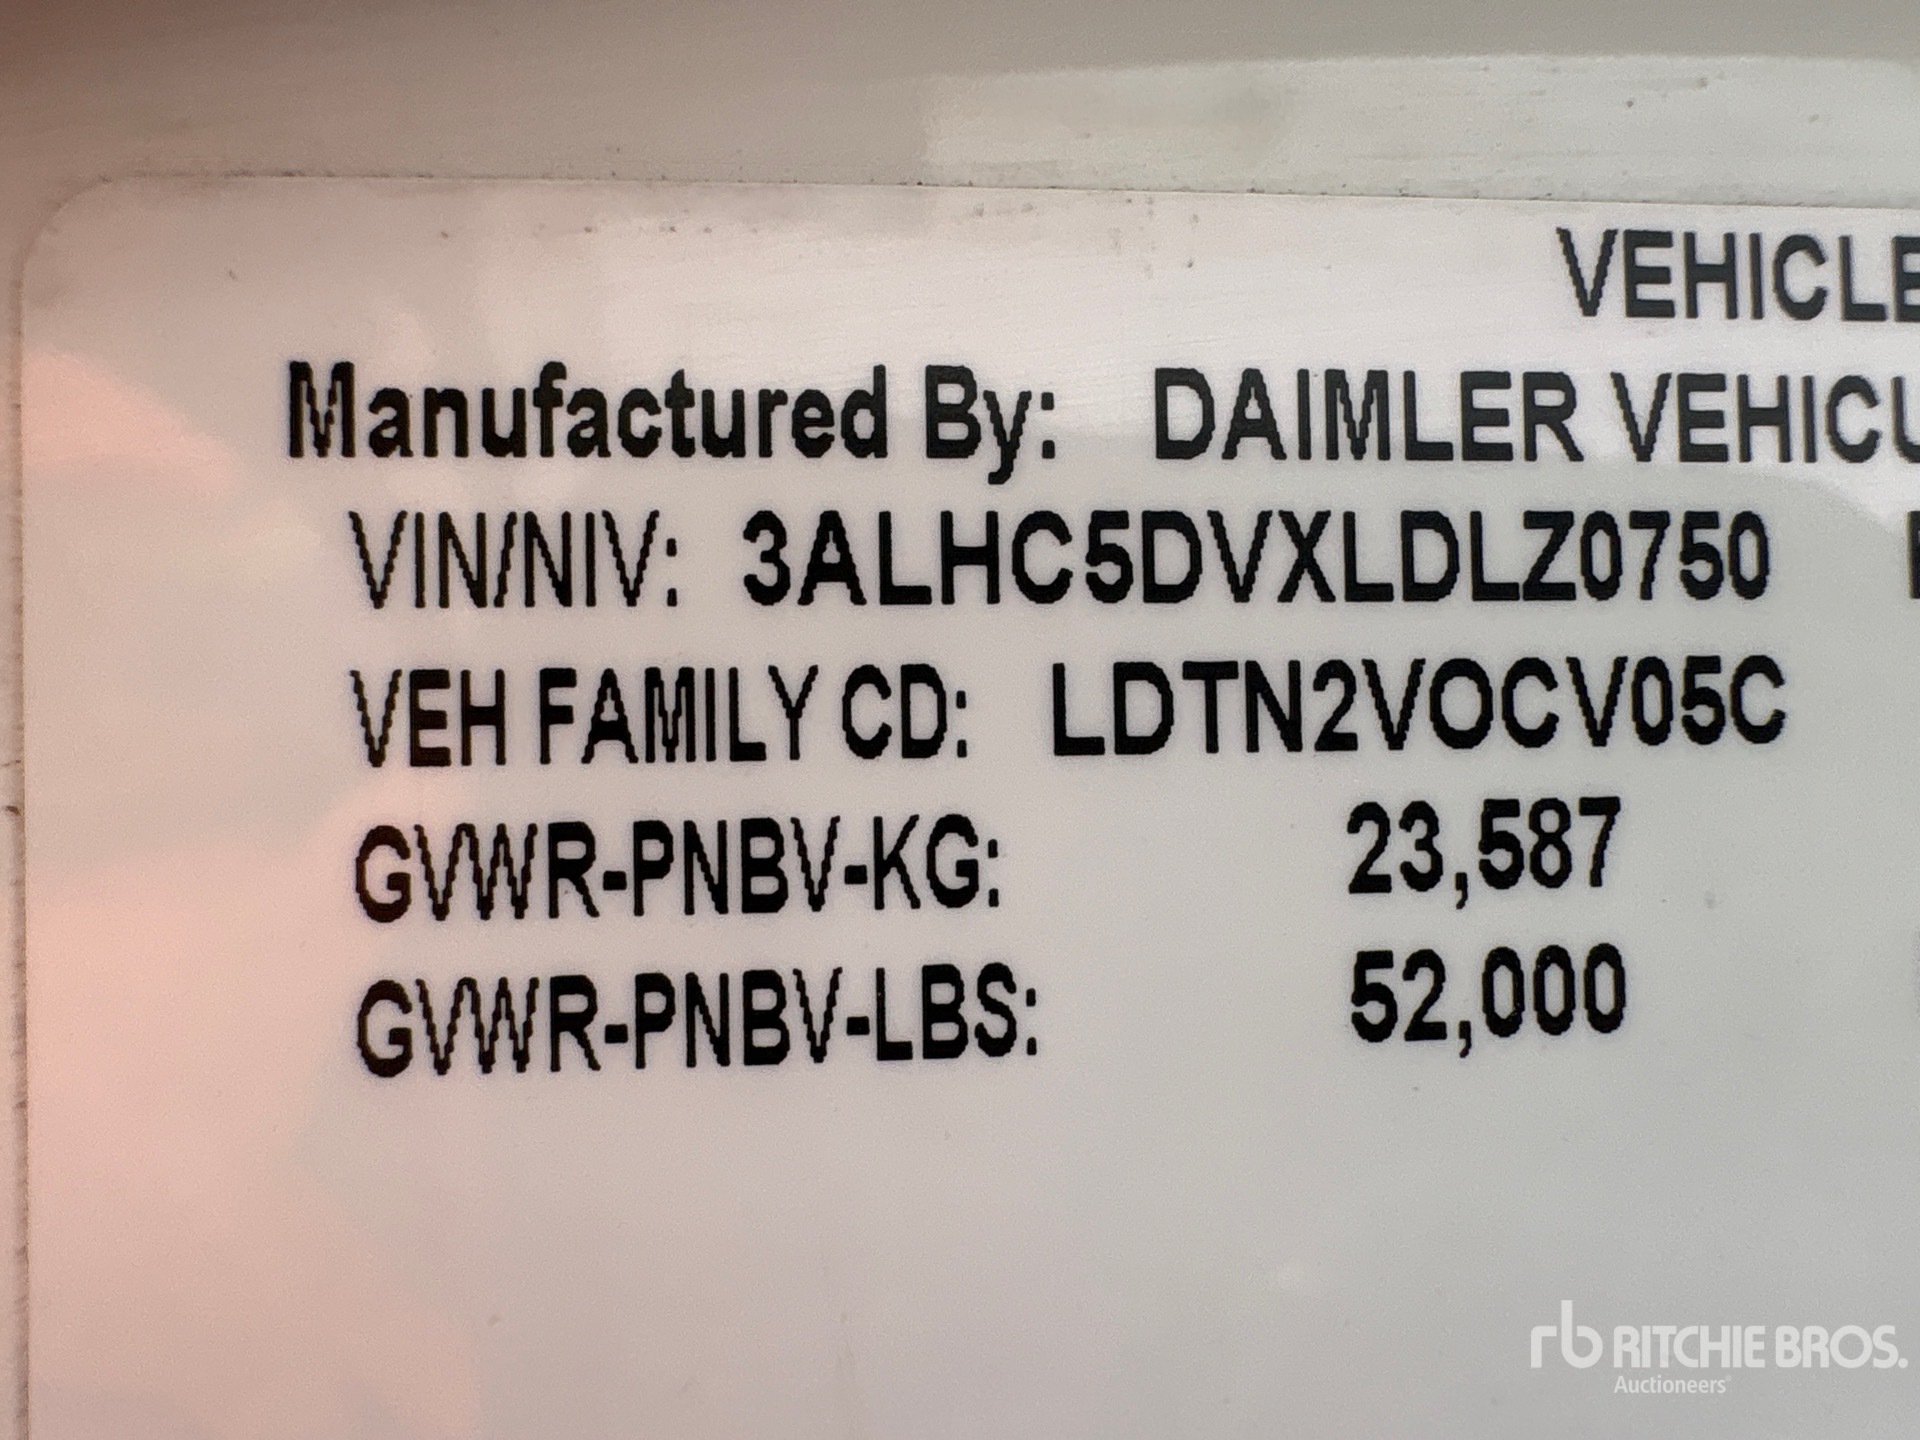 VEHICLE
Manufactured By: DAIMLER VEHICU
VIN/NIV: 3ALHC5DVXLDLZ0750
VEH FAMILY CD: LDTN2VOCV05C
GVWR-PNBV-KG: 23,587
GVWR-PNBV-LBS: 52,000
rb RITCHIE BROS.
Auctioneers